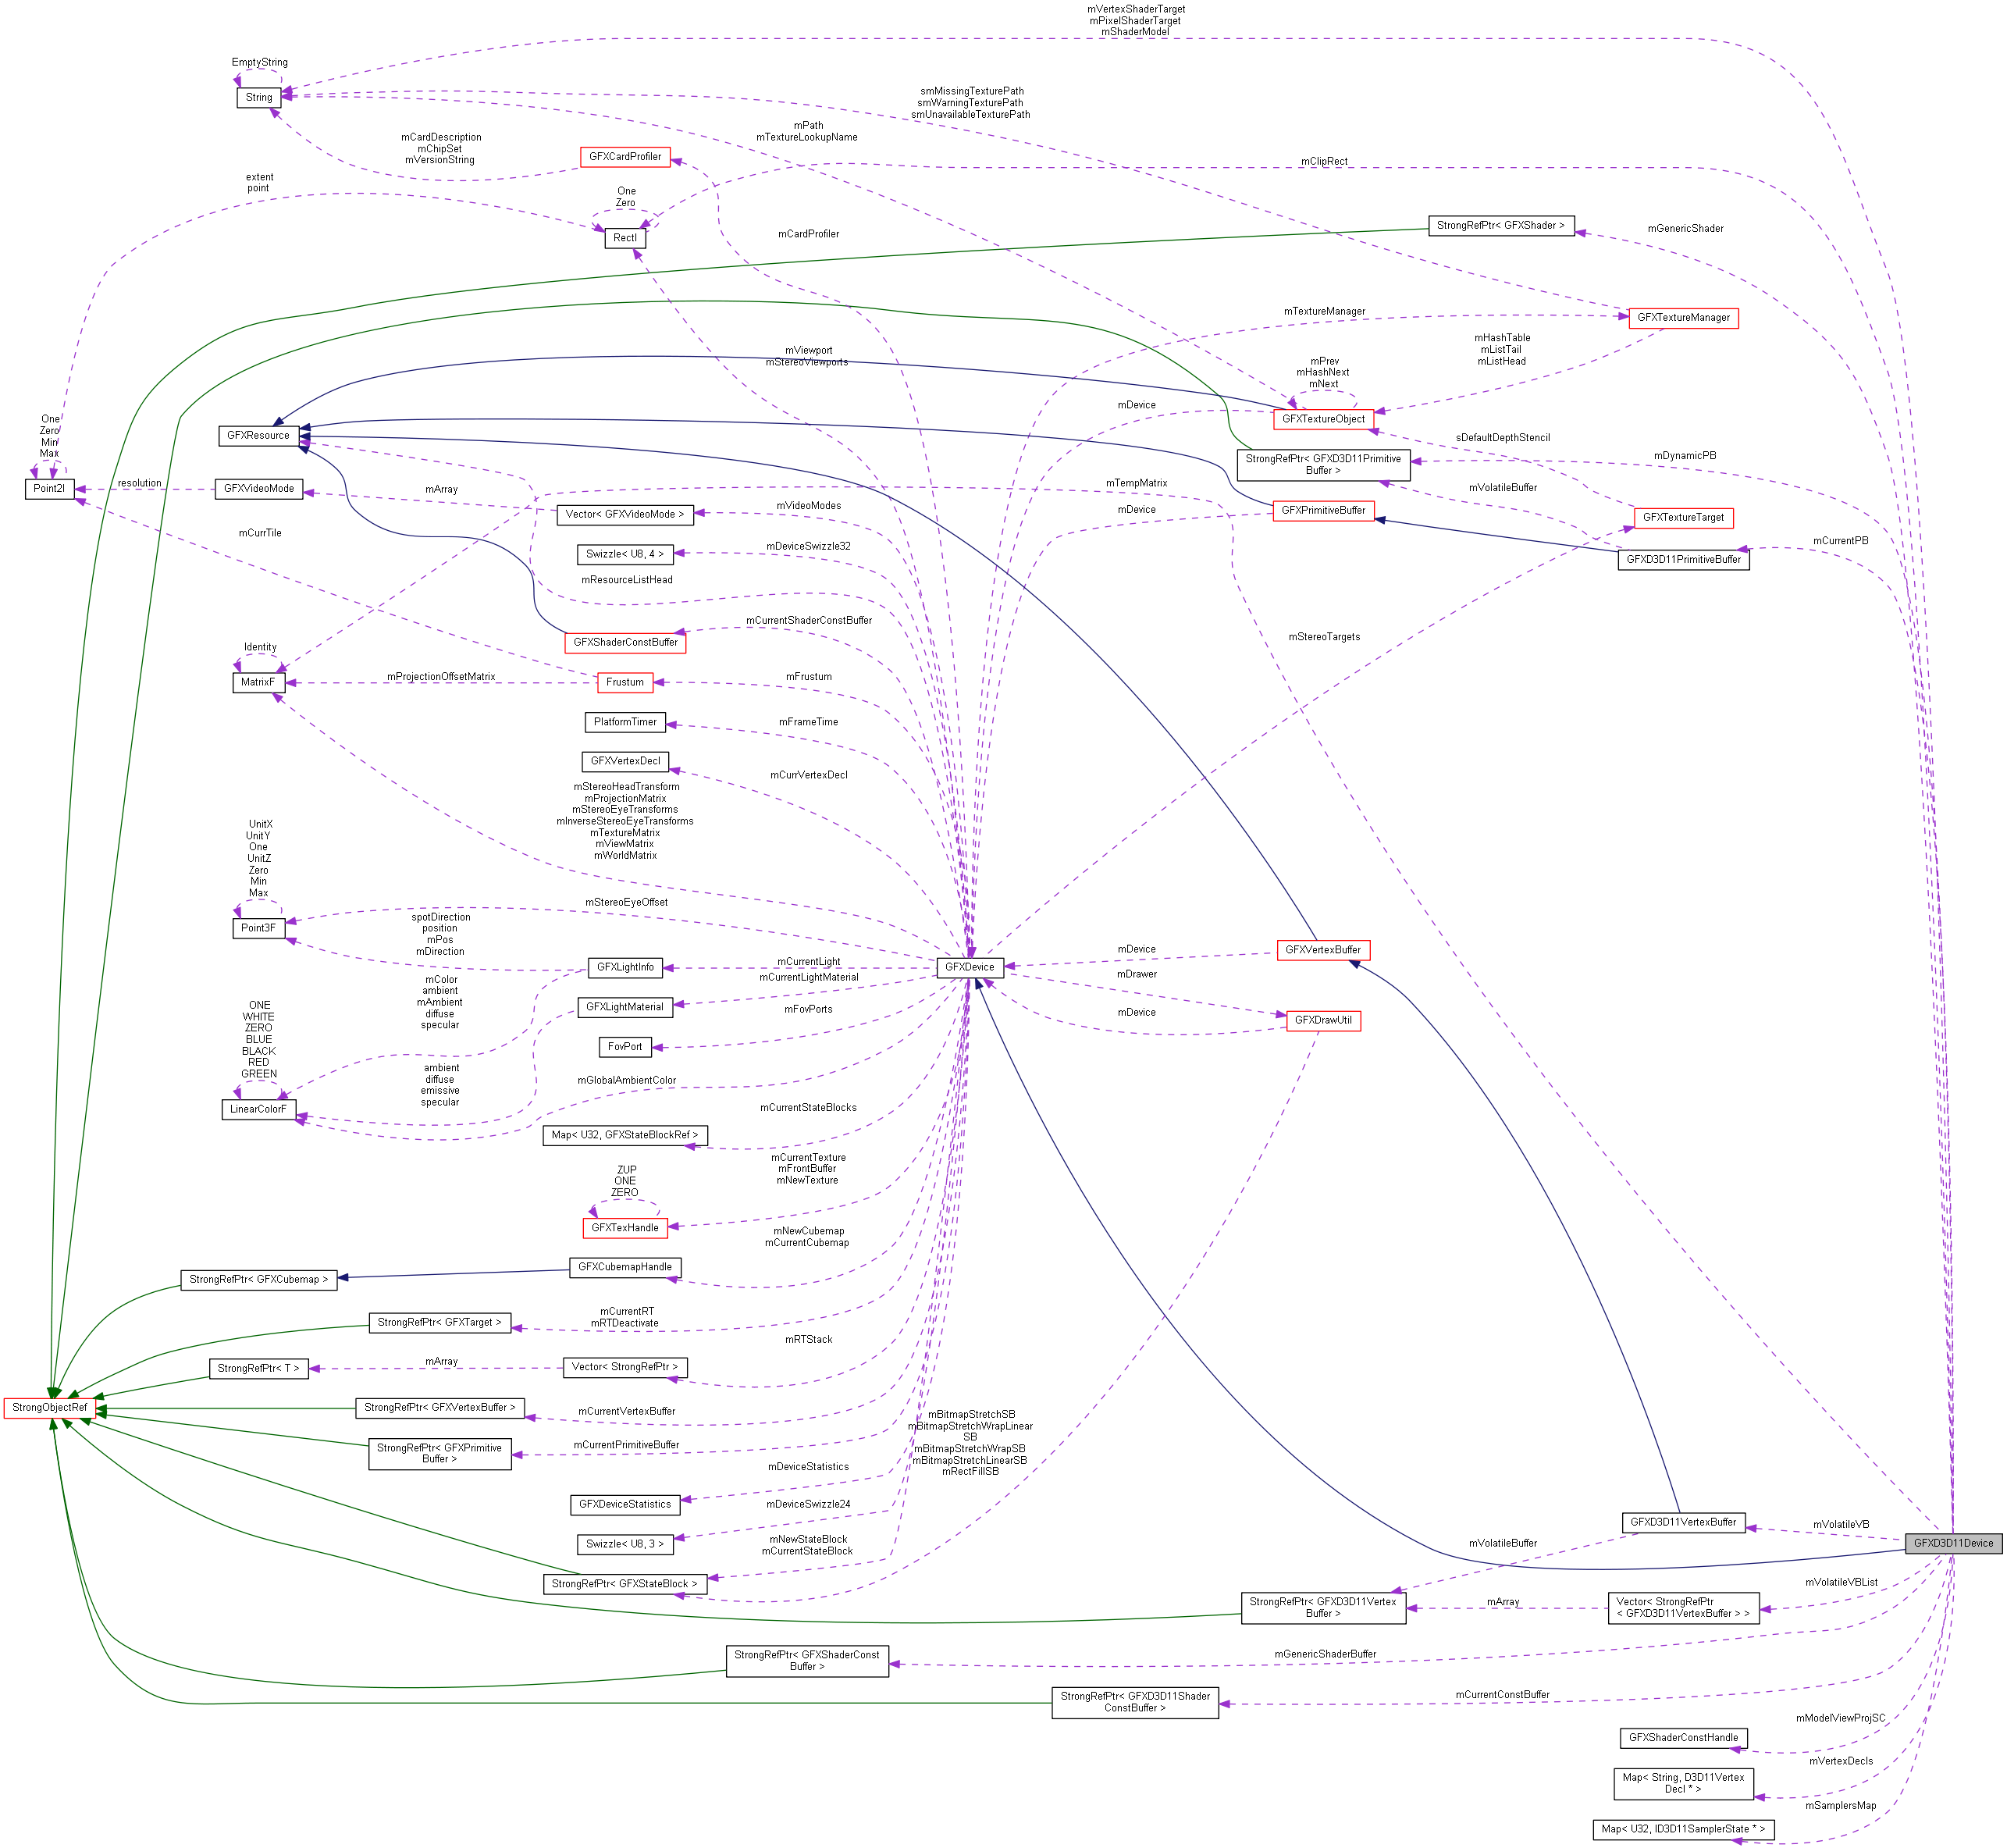 mVertexShaderTarget
mPixelShaderTarget
mShaderModel
EmptyString
String
smMissingTexturePath
smWarningTexturePath
smUnavailableTexturePath
mPath
mTextureLookupName
mCardDescription
mChipSet
mVersionString
GFXCardProfiler
mClipRect
extent
point
One
Zero
RectI
mCardProfiler
StrongRefPtr< GFXShader >
mGenericShader
mTextureManager
GFXTextureManager
mViewport
mStereoViewports
mHashTable
mListTail
mListHead
mPrev
mHashNext
mNext
mDevice
GFXTextureObject
GFXResource
sDefaultDepthStencil
One
Zero
Min
Max
StrongRefPtr< GFXD3D11Primitive
Buffer >
mDynamicPB
Point2I
resolution
GFXVideoMode
mArray
Vector< GFXVideoMode >
mVideoModes
mTempMatrix
mDevice
GFXPrimitiveBuffer
mVolatileBuffer
GFXTextureTarget
mCurrTile
Swizzle< U8, 4 >
mDeviceSwizzle32
mCurrentPB
GFXD3D11PrimitiveBuffer
mResourceListHead
mCurrentShaderConstBuffer
GFXShaderConstBuffer
mStereoTargets
Identity
MatrixF
mProjectionOffsetMatrix
Frustum
mFrustum
PlatformTimer
mFrameTime
GFXVertexDecl
mCurrVertexDecl
mStereoHeadTransform
mProjectionMatrix
mStereoEyeTransforms
mInverseStereoEyeTransforms
mTextureMatrix
mViewMatrix
mWorldMatrix
UnitX
UnitY
One
UnitZ
Zero
Min
Max
Point3F
mStereoEyeOffset
spotDirection
position
mPos
mDirection
GFXLightInfo
mCurrentLight
GFXDevice
mDevice
GFXVertexBuffer
mDrawer
mCurrentLightMaterial
mColor
ambient
mAmbient
diffuse
specular
GFXLightMaterial
mFovPorts
mDevice
GFXDrawUtil
ONE
WHITE
ZERO
BLUE
BLACK
RED
GREEN
LinearColorF
FovPort
ambient
diffuse
emissive
specular
mGlobalAmbientColor
mCurrentStateBlocks
Map< U32, GFXStateBlockRef >
mCurrentTexture
mFrontBuffer
mNewTexture
ZUP
ONE
ZERO
GFXTexHandle
mNewCubemap
mCurrentCubemap
GFXCubemapHandle
StrongRefPtr< GFXCubemap >
StrongRefPtr< GFXTarget >
mCurrentRT
mRTDeactivate
mRTStack
StrongRefPtr< T >
mArray
Vector< StrongRefPtr >
StrongObjectRef
StrongRefPtr< GFXVertexBuffer >
mCurrentVertexBuffer
mBitmapStretchSB
mBitmapStretchWrapLinear
SB
mBitmapStretchWrapSB
mBitmapStretchLinearSB
mRectFillSB
StrongRefPtr< GFXPrimitive
Buffer >
mCurrentPrimitiveBuffer
mDeviceStatistics
GFXDeviceStatistics
mDeviceSwizzle24
Swizzle< U8, 3 >
mNewStateBlock
mCurrentStateBlock
StrongRefPtr< GFXStateBlock >
GFXD3D11VertexBuffer
mVolatileVB
GFXD3D11Device
mVolatileBuffer
StrongRefPtr< GFXD3D11Vertex
Buffer >
mArray
Vector< StrongRefPtr
< GFXD3D11VertexBuffer > >
mVolatileVBList
StrongRefPtr< GFXShaderConst
Buffer >
mGenericShaderBuffer
StrongRefPtr< GFXD3D11Shader
ConstBuffer >
mCurrentConstBuffer
GFXShaderConstHandle
mModelViewProjSC
Map< String, D3D11Vertex
Decl * >
mVertexDecls
Map< U32, ID3D11SamplerState * >
mSamplersMap